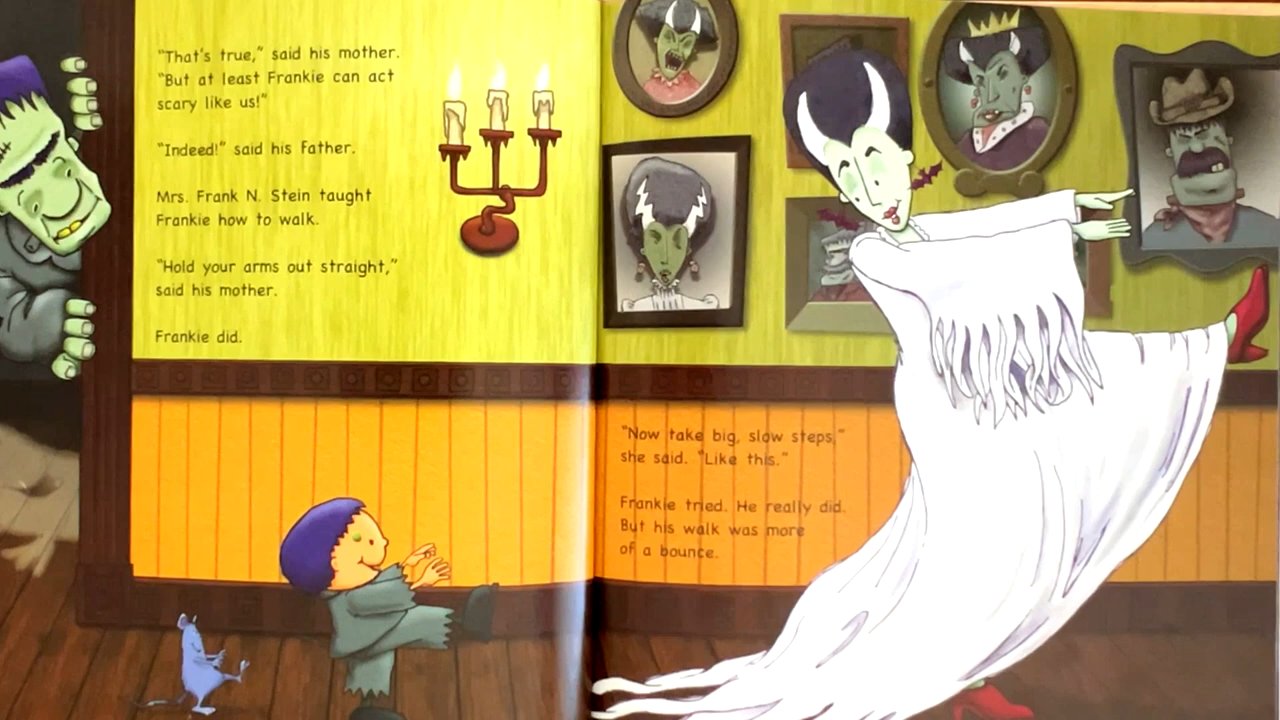 "That's true," said his mother.
"But at least Frankie can act
scary like us!"
"Indeed!" said his Father.
Mrs. Frank N. Stein taught
Frankie how to walk.
"Hold your arms out straight,"
said his mother.
Frankie did.
"Now take big, slow steps,"
she said. "Like this."
Frankie tried. He really did.
But his walk was more
of a bounce.